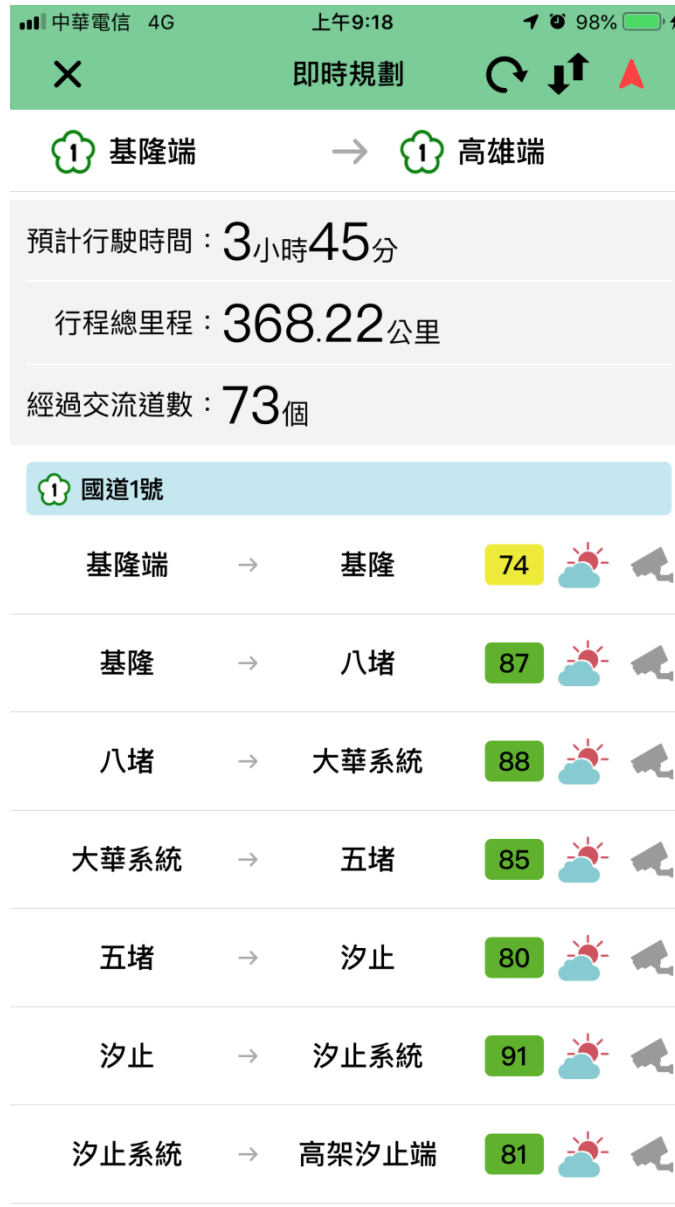 中華電信 4G 上午9:18 98%
即時規劃
1 基隆端 → 1 高雄端
預計行駛時間：3小時45分
行程總里程：368.22公里
經過交流道數：73個
1 國道1號
基隆端 → 基隆 74
基隆 → 八堵 87
八堵 → 大華系統 88
大華系統 → 五堵 85
五堵 → 汐止 80
汐止 → 汐止系統 91
汐止系統 → 高架汐止端 81